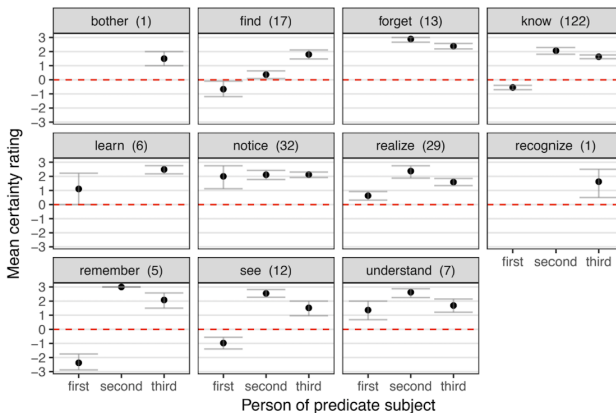 bother (1)
find (17)
forget (13)
know (122)
3
2
1
0
−1
−2
−3
learn (6)
notice (32)
realize (29)
recognize (1)
3
2
1
0
−1
−2
−3
first second third
remember (5)
see (12)
understand (7)
3
2
1
0
−1
−2
−3
first second third
first second third
first second third
Mean certainty rating
Person of predicate subject